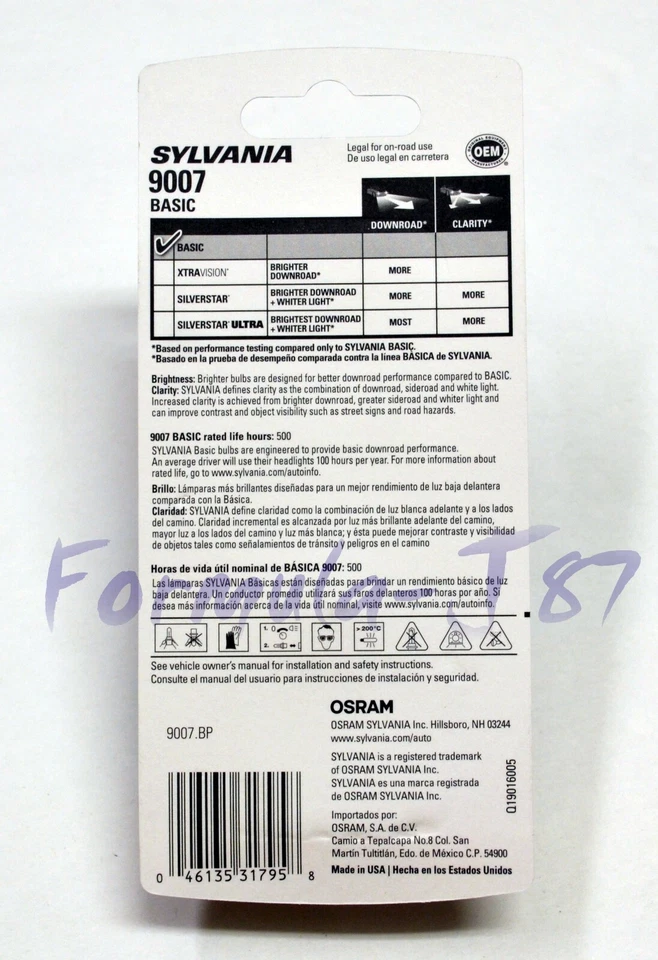 SYLVANIA
Legal for on-road use
De uso legal en carretera
ORIGINAL EQUIPMENT
OEM
MANUFACTURER
9007
BASIC
DOWNROAD* CLARITY*
BASIC
XTRAVISION® BRIGHTER DOWNROAD* MORE
SILVERSTAR® BRIGHTER DOWNROAD + WHITER LIGHT* MORE MORE
SILVERSTAR® ULTRA BRIGHTEST DOWNROAD + WHITER LIGHT* MOST MORE
*Based on performance testing compared only to SYLVANIA BASIC.
*Basado en la prueba de desempeño comparada contra la línea BÁSICA de SYLVANIA.
Brightness: Brighter bulbs are designed for better downroad performance compared to BASIC.
Clarity: SYLVANIA defines clarity as the combination of downroad, sideroad and white light.
Increased clarity is achieved from brighter downroad, greater sideroad and whiter light and
can improve contrast and object visibility such as street signs and road hazards.
9007 BASIC rated life hours: 500
SYLVANIA Basic bulbs are engineered to provide basic downroad performance.
An average driver will use their headlights 100 hours per year. For more information about
rated life, go to www.sylvania.com/autoinfo.
Brillo: Lámparas más brillantes diseñadas para un mejor rendimiento de luz baja delantera
comparada con la Básica.
Claridad: SYLVANIA define claridad como la combinación de luz blanca adelante y a los lados
del camino. Claridad incremental es alcanzada por luz más brillante adelante del camino,
mayor luz a los lados del camino y luz más blanca; y ésta puede mejorar contraste y visibilidad
de objetos tales como señalamientos de tránsito y peligros en el camino
Formula J 87
Horas de vida útil nominal de BÁSICA 9007: 500
Las lámparas SYLVANIA Básicas están diseñadas para brindar un rendimiento básico de luz
baja delantera. Un conductor promedio utilizará sus faros delanteros 100 horas por año. Si
desea más información acerca de la vida útil nominal, visite www.sylvania.com/autoinfo.
1. 0
2.
>200°C
See vehicle owner's manual for installation and safety instructions.
Consulte el manual del usuario para instrucciones de instalación y seguridad.
OSRAM
OSRAM SYLVANIA Inc. Hillsboro, NH 03244
www.sylvania.com/auto
9007.BP
SYLVANIA is a registered trademark
of OSRAM SYLVANIA Inc.
SYLVANIA es una marca registrada
de OSRAM SYLVANIA Inc.
Q19016005
Importados por:
OSRAM, S.A. de C.V.
Camio a Tepalcapa No.8 Col. San
Martín Tultitlán, Edo. de México C.P. 54900
Made in USA | Hecha en los Estados Unidos
0 46135 31795 8